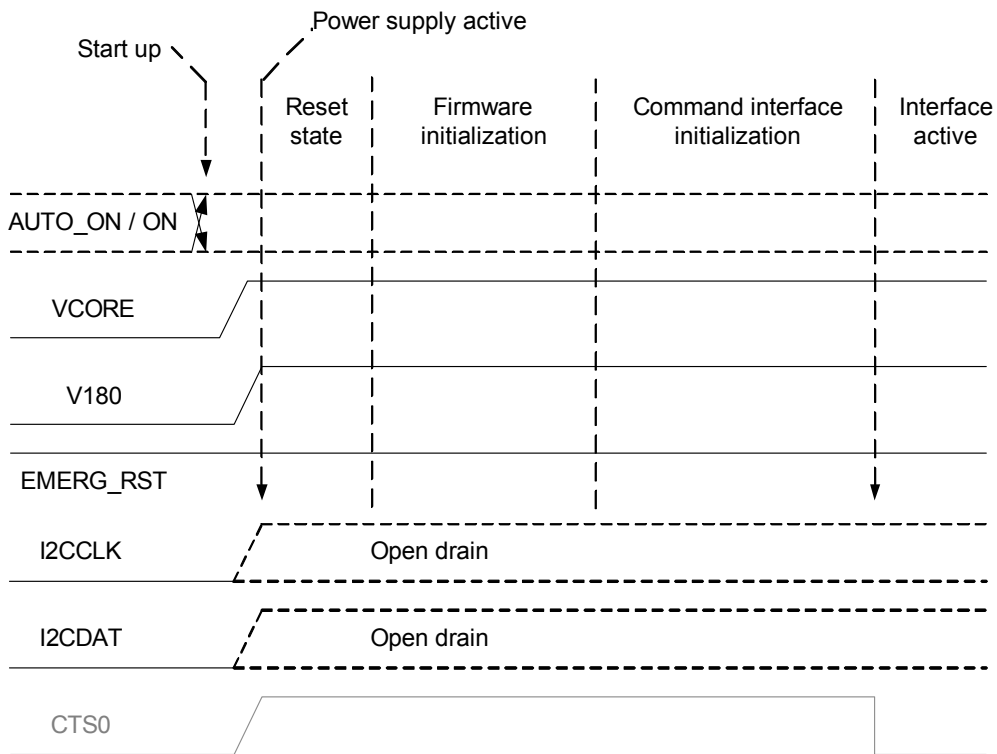 Power supply active
Start up
Reset
state
Firmware
initialization
Command interface
initialization
Interface
active
AUTO_ON / ON
VCORE
V180
EMERG_RST
I2CCLK
Open drain
I2CDAT
Open drain
CTS0